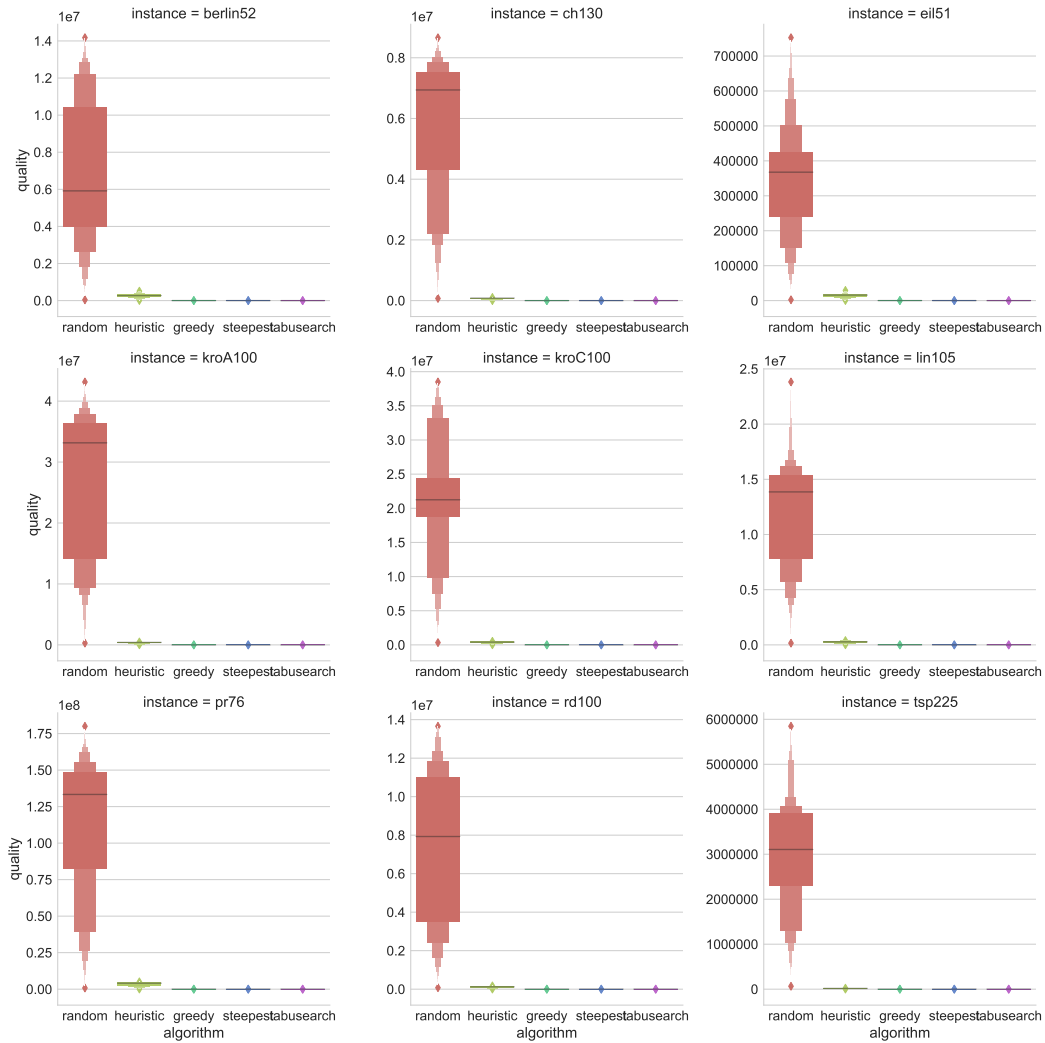 instance = berlin52
1e7
1.4
1.2
1.0
0.8
0.6
0.4
0.2
0.0
quality
random heuristic greedy steepest tabusearch
instance = ch130
1e7
0.8
0.6
0.4
0.2
0.0
random heuristic greedy steepest tabusearch
instance = eil51
700000
600000
500000
400000
300000
200000
100000
0
random heuristic greedy steepest tabusearch
instance = kroA100
1e7
4
3
2
1
0
quality
random heuristic greedy steepest tabusearch
instance = kroC100
1e7
4.0
3.5
3.0
2.5
2.0
1.5
1.0
0.5
0.0
random heuristic greedy steepest tabusearch
instance = lin105
1e7
2.5
2.0
1.5
1.0
0.5
0.0
random heuristic greedy steepest tabusearch
instance = pr76
1e8
1.75
1.50
1.25
1.00
0.75
0.50
0.25
0.00
quality
random heuristic greedy steepest tabusearch
algorithm
instance = rd100
1e7
1.4
1.2
1.0
0.8
0.6
0.4
0.2
0.0
random heuristic greedy steepest tabusearch
algorithm
instance = tsp225
6000000
5000000
4000000
3000000
2000000
1000000
0
random heuristic greedy steepest tabusearch
algorithm